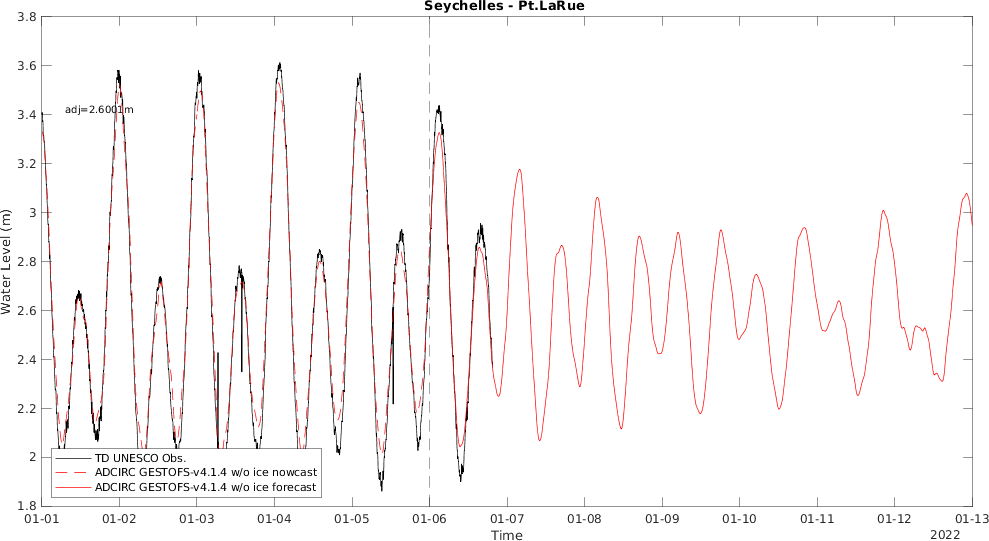 Seychelles - Pt.LaRue
3.8
3.6
adj=2.6001m
3.4
3.2
3
2.8
2.6
2.4
2.2
2
1.8
Water Level (m)
TD UNESCO Obs.
ADCIRC GESTOFS-v4.1.4 w/o ice nowcast
ADCIRC GESTOFS-v4.1.4 w/o ice forecast
01-01 01-02 01-03 01-04 01-05 01-06 01-07 01-08 01-09 01-10 01-11 01-12 01-13
Time
2022